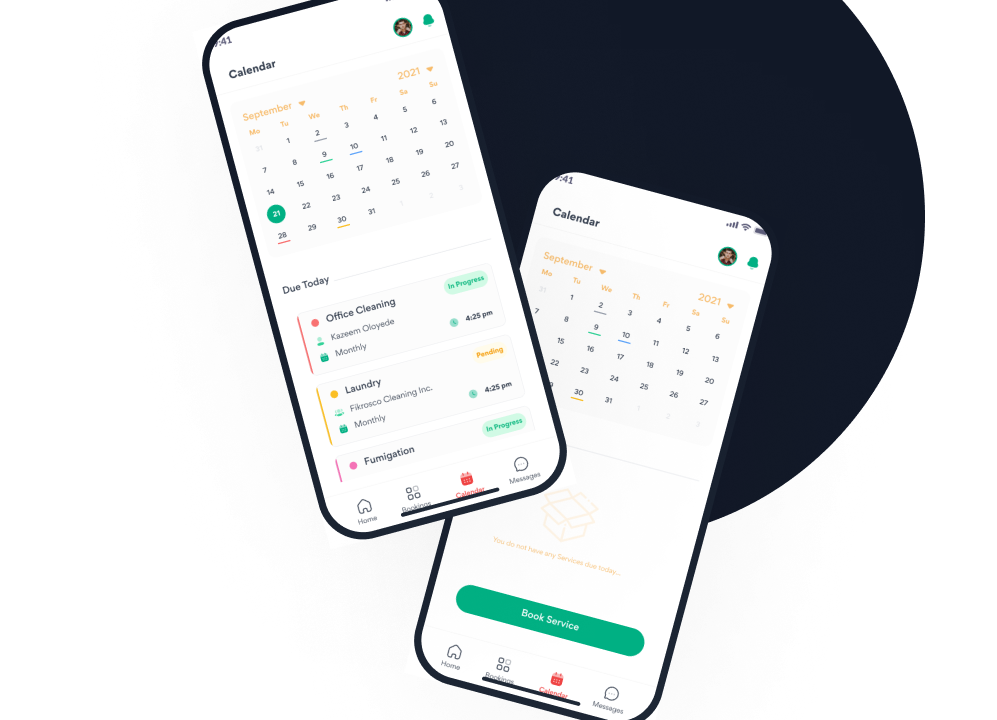 9:41
Calendar
September 2021
Mo Tu We Th Fr Sa Su
31 1 2 3 4 5 6
7 8 9 10 11 12 13
14 15 16 17 18 19 20
21 22 23 24 25 26 27
28 29 30 31 1 2 3
Due Today
Office Cleaning In Progress
Kazeem Oloyede
Monthly 4:25 pm
Laundry Pending
Fikrosco Cleaning Inc.
Monthly 4:25 pm
Fumigation In Progress
Home Bookings Calendar Messages
9:41
Calendar
September 2021
Mo Tu We Th Fr Sa Su
31 1 2 3 4 5 6
7 8 9 10 11 12 13
15 16 17 18 19 20
22 23 24 25 26 27
30 31 1 2 3
You do not have any Services due today...
Book Service
Home Bookings Calendar Messages